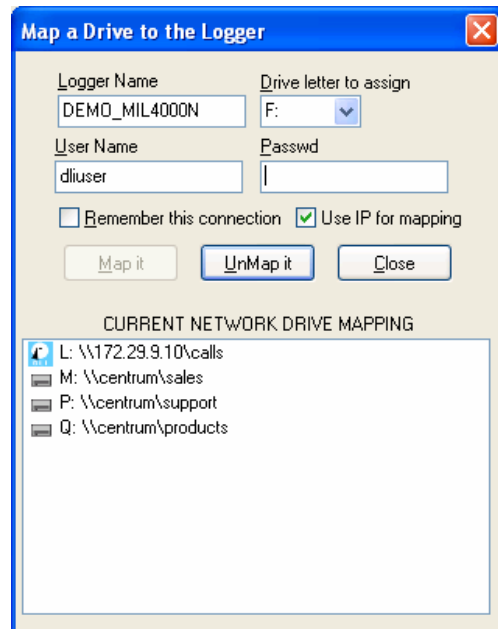 Map a Drive to the Logger
Logger Name Drive letter to assign
DEMO_MIL4000N F:
User Name Passwd
dliuser
Remember this connection Use IP for mapping
Map it UnMap it Close
CURRENT NETWORK DRIVE MAPPING
L: \\172.29.9.10\calls
M: \\centrum\sales
P: \\centrum\support
Q: \\centrum\products